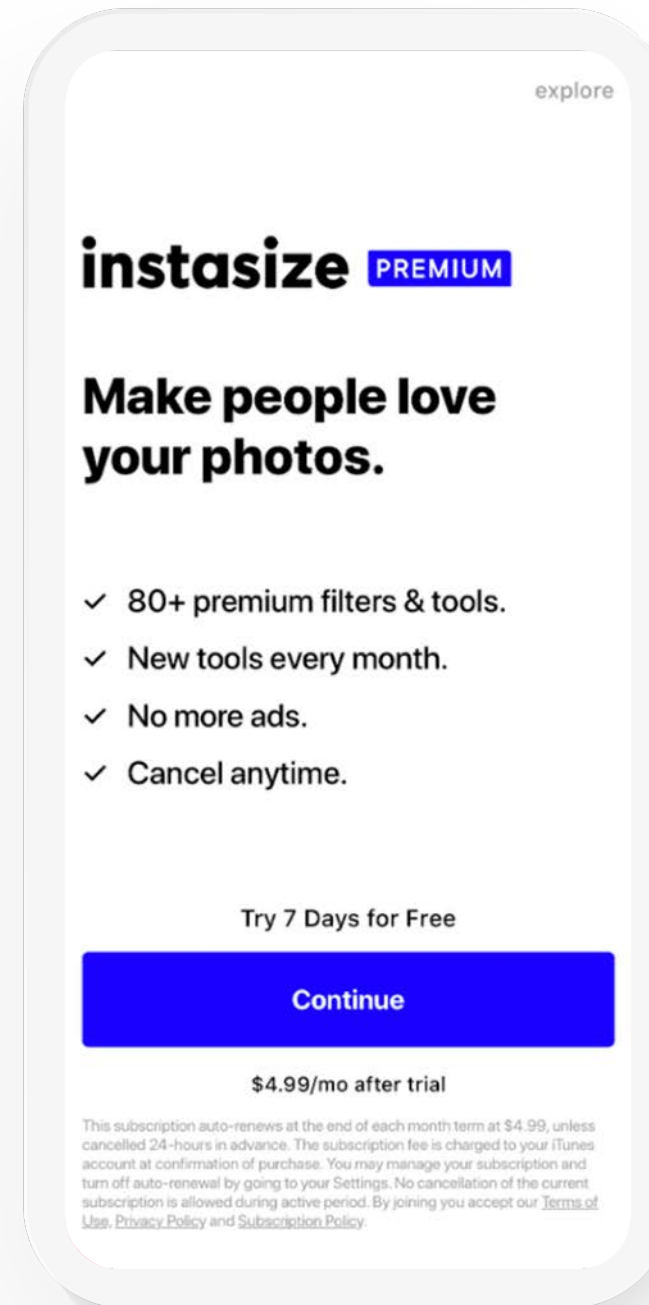 explore
instasize PREMIUM
Make people love
your photos.
✓ 80+ premium filters & tools.
✓ New tools every month.
✓ No more ads.
✓ Cancel anytime.
Try 7 Days for Free
Continue
$4.99/mo after trial
This subscription auto-renews at the end of each month term at $4.99, unless
cancelled 24-hours in advance. The subscription fee is charged to your iTunes
account at confirmation of purchase. You may manage your subscription and
turn off auto-renewal by going to your Settings. No cancellation of the current
subscription is allowed during active period. By joining you accept our Terms of
Use, Privacy Policy and Subscription Policy.